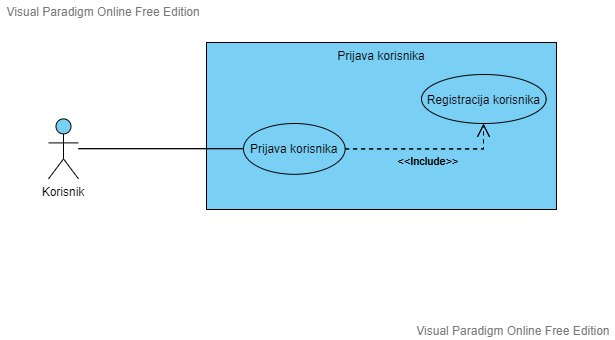 Visual Paradigm Online Free Edition
Prijava korisnika
Registracija korisnika
Prijava korisnika
<<Include>>
Korisnik
Visual Paradigm Online Free Edition